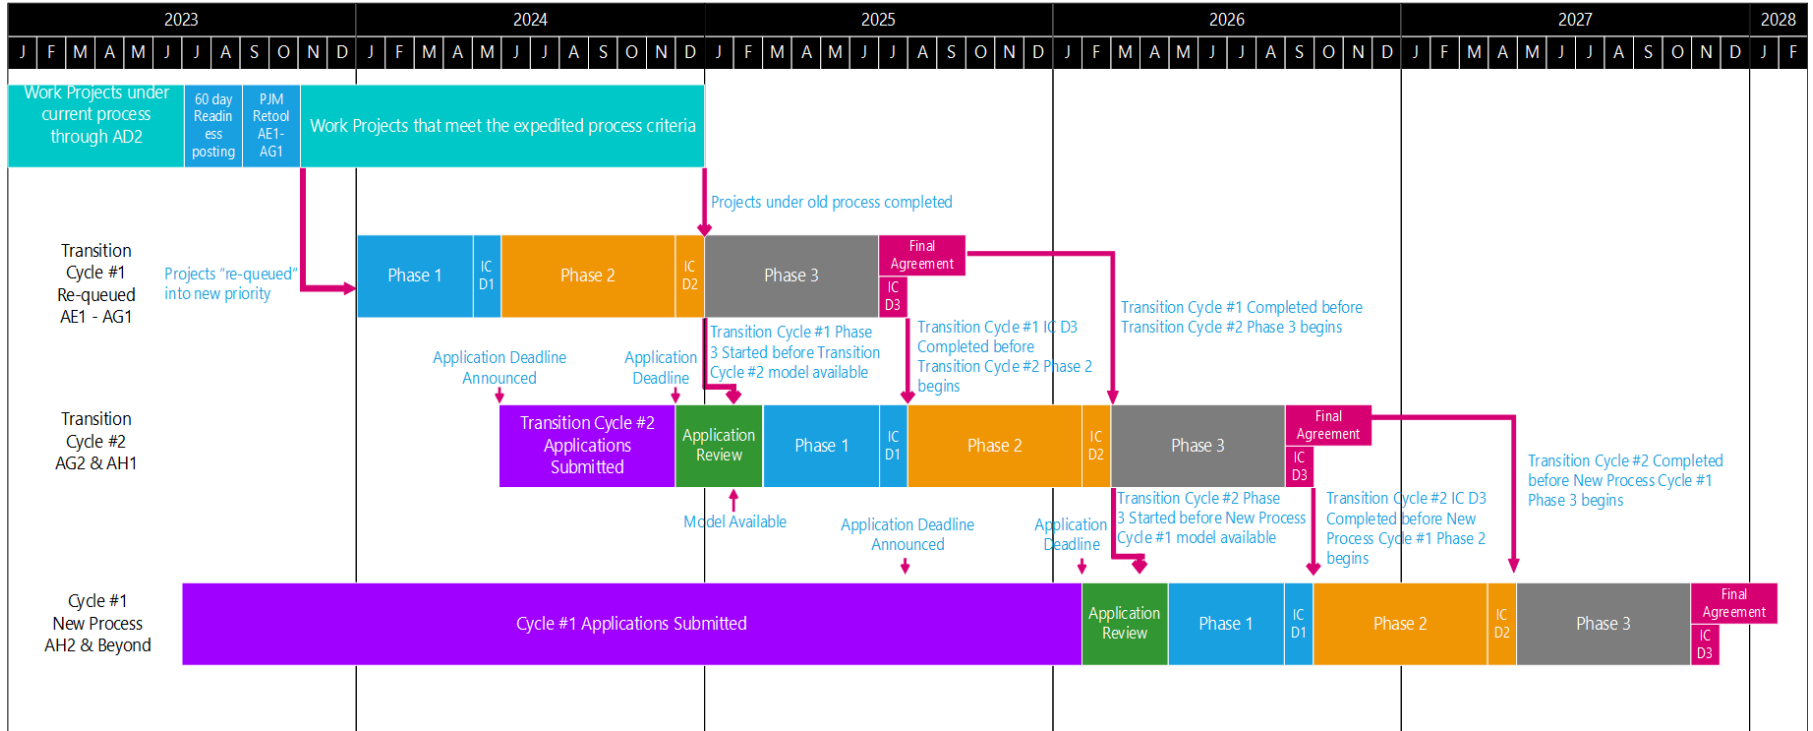 2023 2024 2025 2026 2027 2028
J F M A M J J A S O N D J F M A M J J A S O N D J F M A M J J A S O N D J F M A M J J A S O N D J F M A M J J A S O N D J F
Work Projects under
current process
through AD2
60 day
Readin
ess
posting
PJM
Retool
AE1-
AG1
Work Projects that meet the expedited process criteria
Projects under old process completed
Transition
Cycle #1
Re-queued
AE1 - AG1
Projects “re-queued”
into new priority
Phase 1
IC
D1
Phase 2
IC
D2
Phase 3
Final
Agreement
IC
D3
Transition Cycle #1 Phase
3 Started before Transition
Cycle #2 model available
Transition Cycle #1 IC D3
Completed before
Transition Cycle #2 Phase 2
begins
Transition Cycle #1 Completed before
Transition Cycle #2 Phase 3 begins
Application Deadline
Announced
Application
Deadline
Transition
Cycle #2
AG2 & AH1
Transition Cycle #2
Applications
Submitted
Application
Review
Phase 1
IC
D1
Phase 2
IC
D2
Phase 3
Final
Agreement
IC
D3
Model Available
Application Deadline
Announced
Application
Deadline
Transition Cycle #2 Phase
3 Started before New Process
Cycle #1 model available
Transition Cycle #2 IC D3
Completed before New
Process Cycle #1 Phase 2
begins
Transition Cycle #2 Completed
before New Process Cycle #1
Phase 3 begins
Cycle #1
New Process
AH2 & Beyond
Cycle #1 Applications Submitted
Application
Review
Phase 1
IC
D1
Phase 2
IC
D2
Phase 3
Final
Agreement
IC
D3